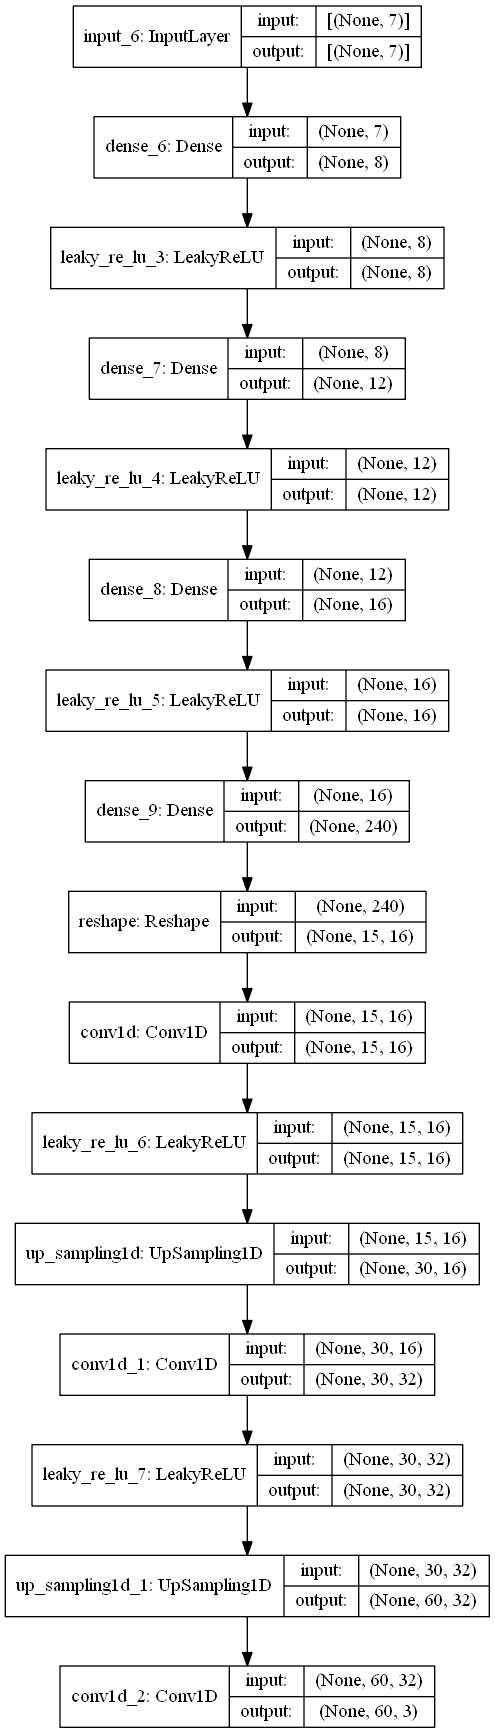 input_6: InputLayer
input: [(None, 7)]
output: [(None, 7)]
dense_6: Dense
input: (None, 7)
output: (None, 8)
leaky_re_lu_3: LeakyReLU
input: (None, 8)
output: (None, 8)
dense_7: Dense
input: (None, 8)
output: (None, 12)
leaky_re_lu_4: LeakyReLU
input: (None, 12)
output: (None, 12)
dense_8: Dense
input: (None, 12)
output: (None, 16)
leaky_re_lu_5: LeakyReLU
input: (None, 16)
output: (None, 16)
dense_9: Dense
input: (None, 16)
output: (None, 240)
reshape: Reshape
input: (None, 240)
output: (None, 15, 16)
conv1d: Conv1D
input: (None, 15, 16)
output: (None, 15, 16)
leaky_re_lu_6: LeakyReLU
input: (None, 15, 16)
output: (None, 15, 16)
up_sampling1d: UpSampling1D
input: (None, 15, 16)
output: (None, 30, 16)
conv1d_1: Conv1D
input: (None, 30, 16)
output: (None, 30, 32)
leaky_re_lu_7: LeakyReLU
input: (None, 30, 32)
output: (None, 30, 32)
up_sampling1d_1: UpSampling1D
input: (None, 30, 32)
output: (None, 60, 32)
conv1d_2: Conv1D
input: (None, 60, 32)
output: (None, 60, 3)